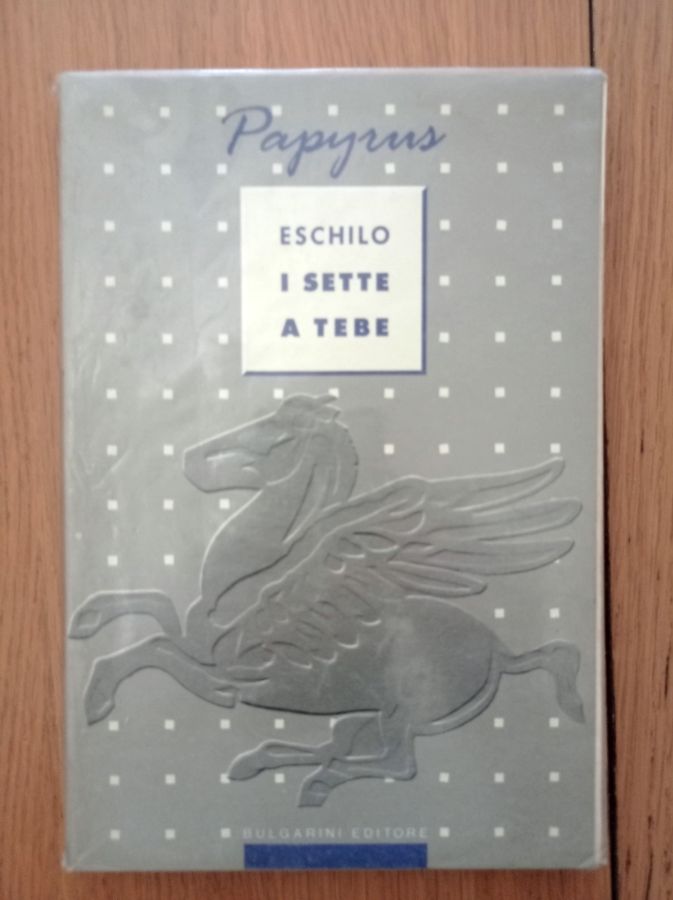 Papyrus
ESCHILO
I SETTE
A TEBE
BULGARINI EDITORE